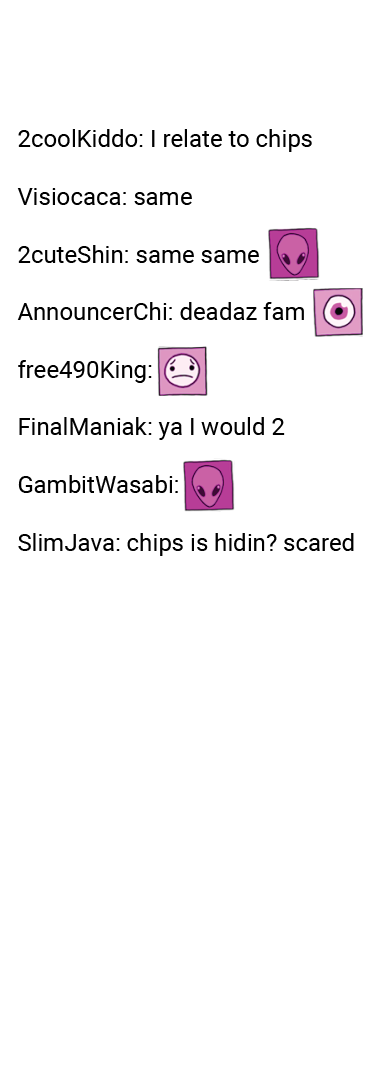 2coolKiddo: I relate to chips
Visiocaca: same
2cuteShin: same same
AnnouncerChi: deadaz fam
free490King:
FinalManiak: ya I would 2
GambitWasabi:
SlimJava: chips is hidin? scared